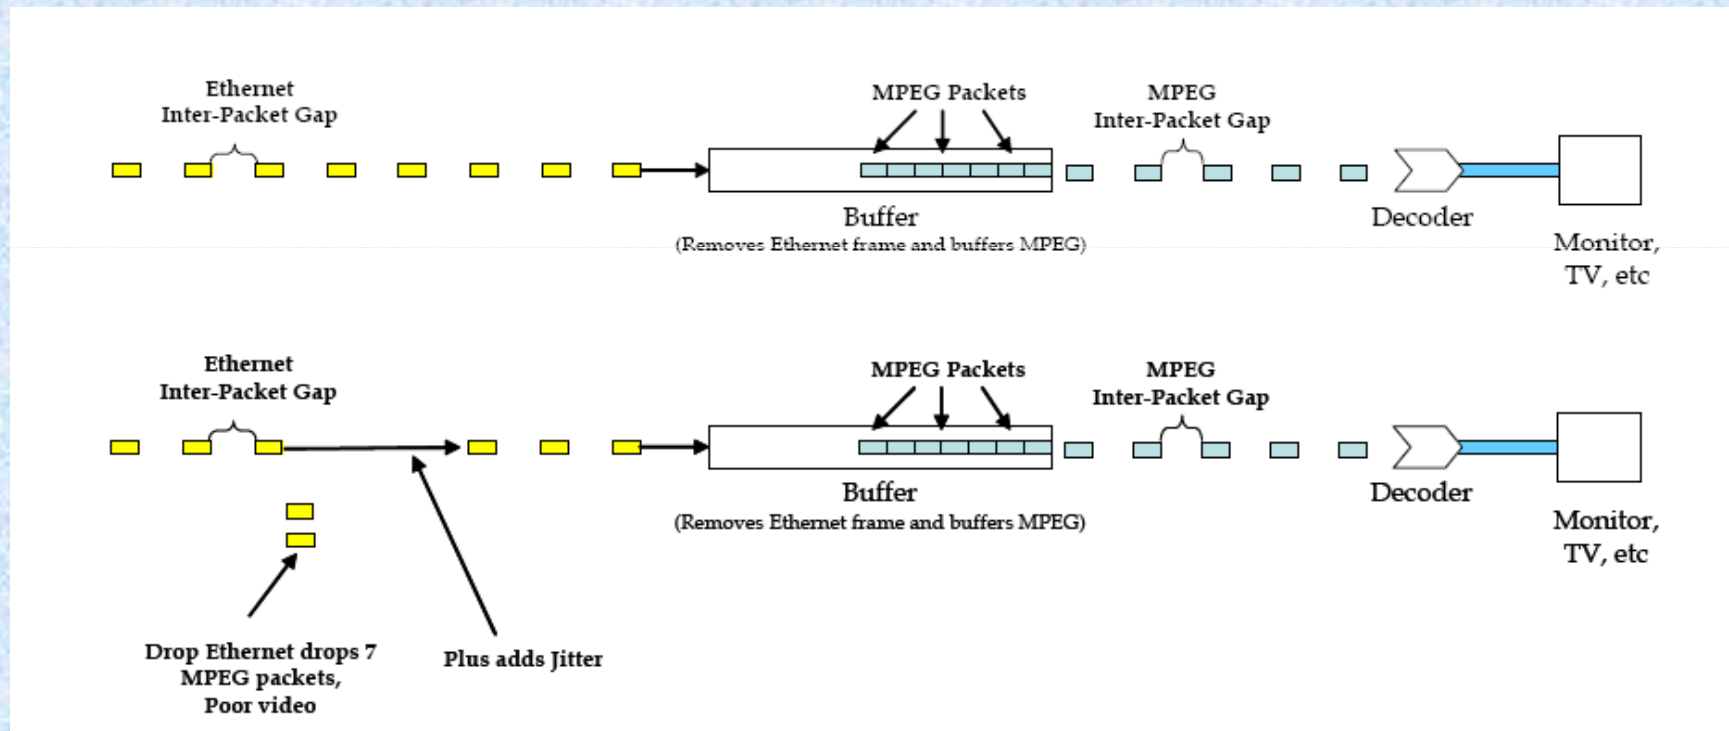 Ethernet
Inter-Packet Gap
MPEG Packets
MPEG
Inter-Packet Gap
Buffer
(Removes Ethernet frame and buffers MPEG)
Decoder
Monitor,
TV, etc
Ethernet
Inter-Packet Gap
MPEG Packets
MPEG
Inter-Packet Gap
Buffer
(Removes Ethernet frame and buffers MPEG)
Decoder
Monitor,
TV, etc
Drop Ethernet drops 7
MPEG packets,
Poor video
Plus adds Jitter